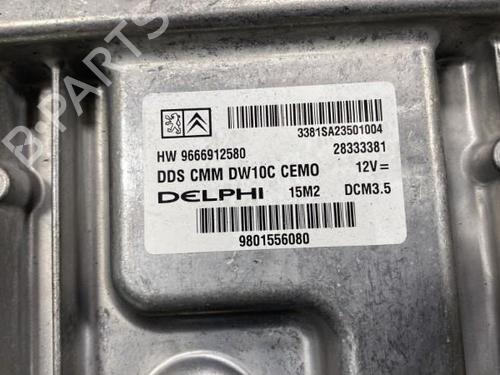 3381SA23501004
HW 9666912580 28333381
DDS CMM DW10C CEMO 12V=
DELPHI 15M2 DCM3.5
9801556080
B-PARTS